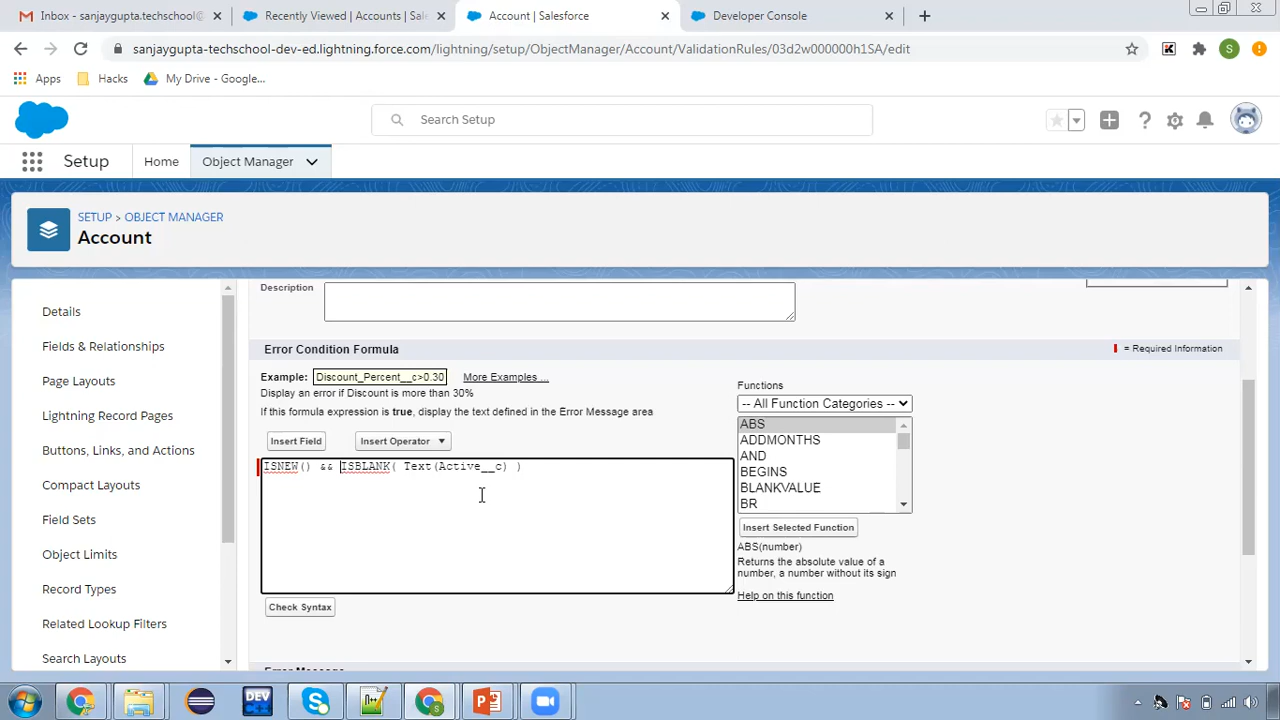 Inbox - sanjaygupta.techschool@
Recently Viewed | Accounts | Sal
Account | Salesforce
Developer Console
sanjaygupta-techschool-dev-ed.lightning.force.com/lightning/setup/ObjectManager/Account/ValidationRules/03d2w000000h1SA/edit
S
Apps
Hacks
My Drive - Google...
Search Setup
Setup
Home
Object Manager
SETUP > OBJECT MANAGER
Account
Details
Fields & Relationships
Page Layouts
Lightning Record Pages
Buttons, Links, and Actions
Compact Layouts
Field Sets
Object Limits
Record Types
Related Lookup Filters
Search Layouts
Description
Error Condition Formula
= Required Information
Example: Discount_Percent__c>0.30 More Examples ...
Display an error if Discount is more than 30%
If this formula expression is true, display the text defined in the Error Message area
Insert Field
Insert Operator
ISNEW() && ISBLANK( Text(Active__c) )
Check Syntax
Functions
-- All Function Categories --
ABS
ADDMONTHS
AND
BEGINS
BLANKVALUE
BR
Insert Selected Function
ABS(number)
Returns the absolute value of a
number, a number without its sign
Help on this function
Error Message
DEV